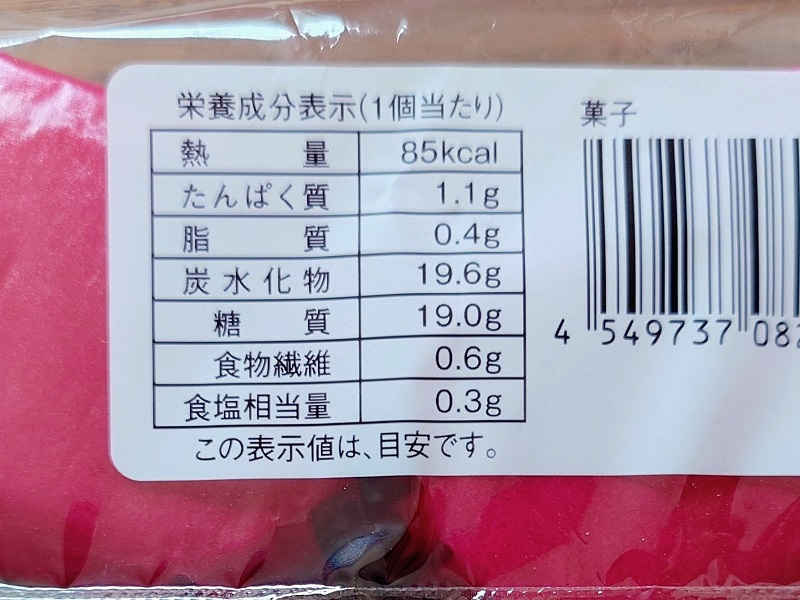 栄養成分表示(1個当たり)
熱量 85kcal
たんぱく質 1.1g
脂質 0.4g
炭水化物 19.6g
糖質 19.0g
食物繊維 0.6g
食塩相当量 0.3g
この表示値は、目安です。
菓子
4 549737 082